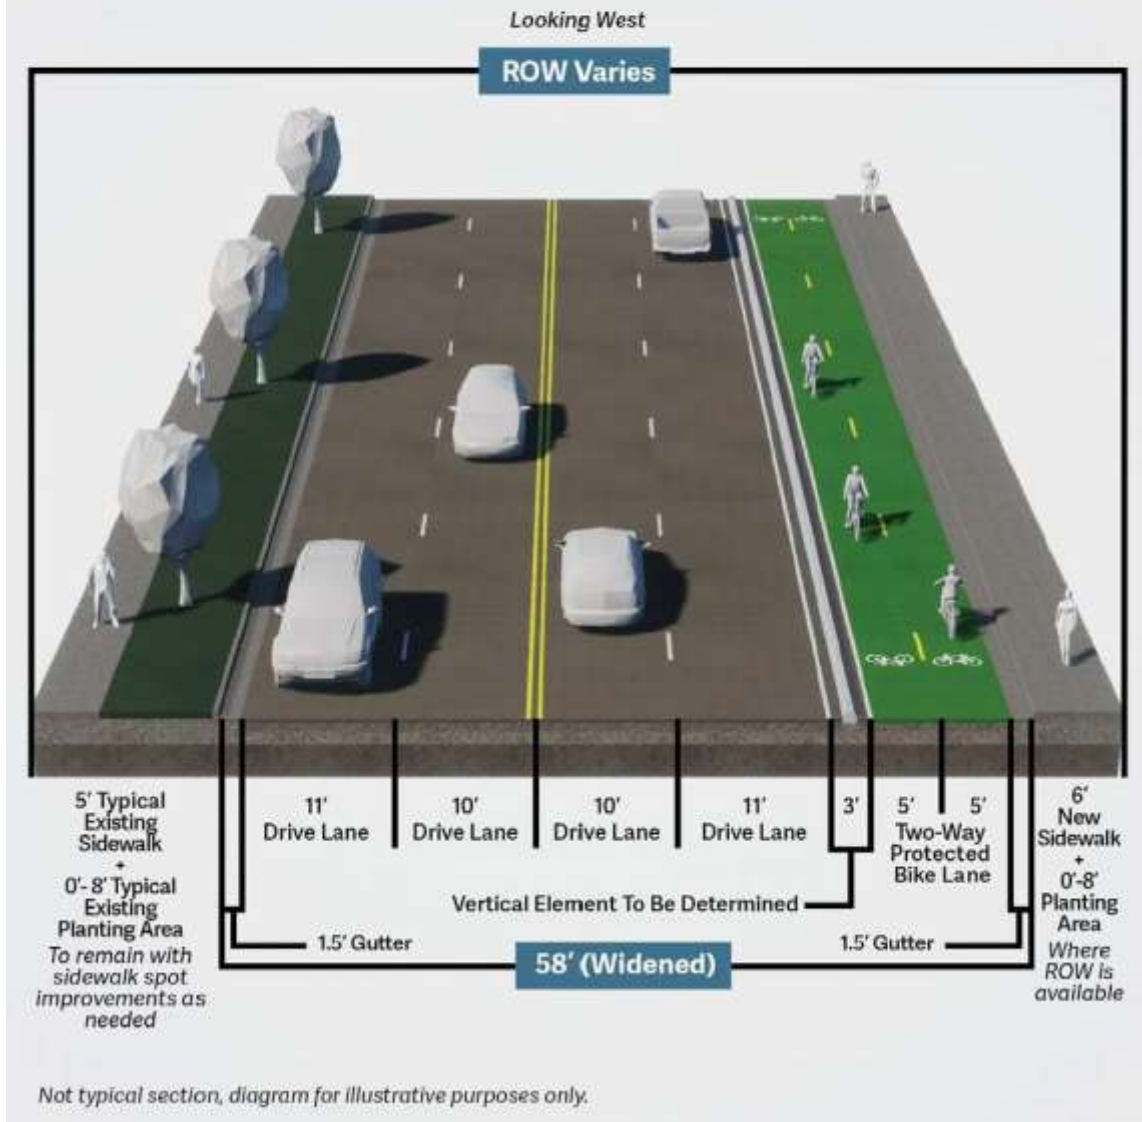 Looking West
ROW Varies
5' Typical
Existing
Sidewalk
+
0'- 8' Typical
Existing
Planting Area
To remain with
sidewalk spot
improvements as
needed
11'
Drive Lane
10'
Drive Lane
10'
Drive Lane
11'
Drive Lane
3'
5' 5'
Two-Way
Protected
Bike Lane
6'
New
Sidewalk
+
0'-8'
Planting
Area
Where
ROW is
available
Vertical Element To Be Determined
1.5' Gutter
1.5' Gutter
58' (Widened)
Not typical section, diagram for illustrative purposes only.